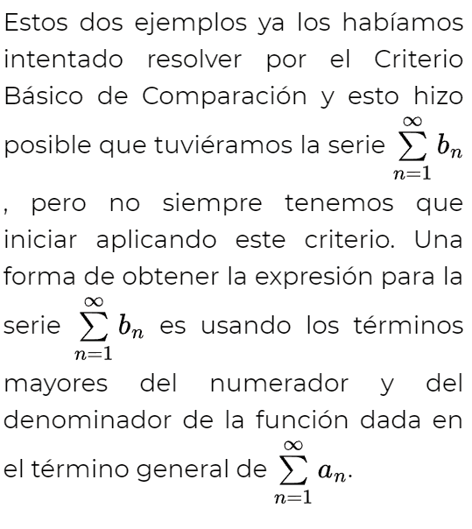 Estos dos ejemplos ya los habíamos
intentado resolver por el Criterio
Básico de Comparación y esto hizo
posible que tuviéramos la serie $\sum_{n=1}^{\infty} b_n$
, pero no siempre tenemos que
iniciar aplicando este criterio. Una
forma de obtener la expresión para la
serie $\sum_{n=1}^{\infty} b_n$ es usando los términos
mayores del numerador y del
denominador de la función dada en
el término general de $\sum_{n=1}^{\infty} a_n$.